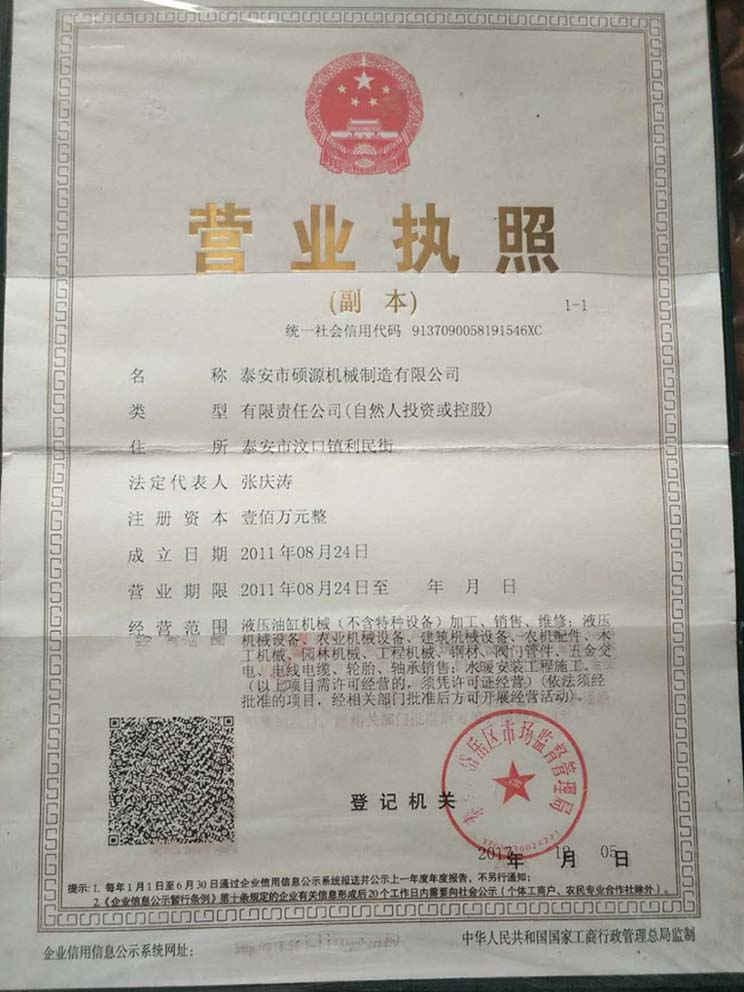 营业执照
(副 本)
1-1
统一社会信用代码 9137090058191546XC
名 称 泰安市硕源机械制造有限公司
类 型 有限责任公司(自然人投资或控股)
住 所 泰安市汶口镇利民街
法定代表人 张庆涛
注册资本 壹佰万元整
成立日期 2011年08月24日
营业期限 2011年08月24日至 年 月 日
经营范围 液压油缸机械（不含特种设备）加工、销售、维修；液压
机械设备、农业机械设备、建筑机械设备、农机配件、木
工机械、园林机械、工程机械、钢材、阀门管件、五金交
电、电线电缆、轮胎、轴承销售；水暖安装工程施工。
（以上项目需许可经营的，须凭许可证经营）(依法须经
批准的项目，经相关部门批准后方可开展经营活动)。
岱岳区市场监督管理局
登记机关
2017年 12月 05日
提示：1. 每年1月1日至6月30日通过企业信用信息公示系统报送并公示上一年度年度报告，不另行通知；
2.《企业信息公示暂行条例》第十条规定的企业有关信息形成后20个工作日内需要向社会公示（个体工商户、农民专业合作社除外）。
企业信用信息公示系统网址：
中华人民共和国国家工商行政管理总局监制